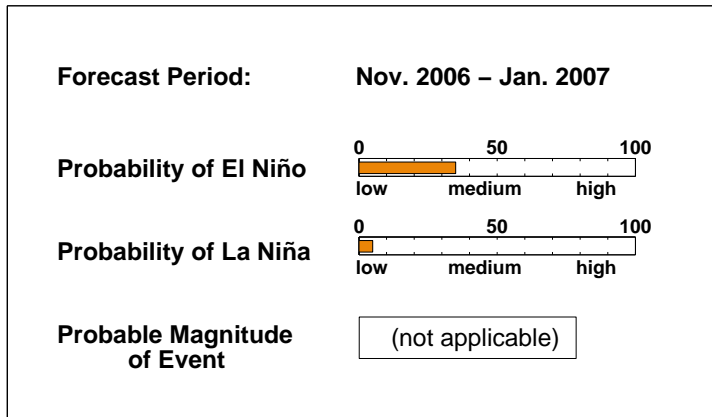 Forecast Period: Nov. 2006 – Jan. 2007
0 50 100
Probability of El Niño
low medium high
0 50 100
Probability of La Niña
low medium high
Probable Magnitude (not applicable)
of Event